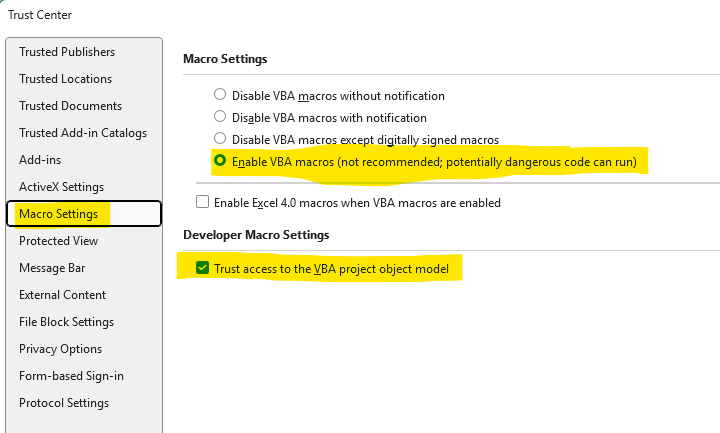 Trust Center
Trusted Publishers
Trusted Locations
Trusted Documents
Trusted Add-in Catalogs
Add-ins
ActiveX Settings
Macro Settings
Protected View
Message Bar
External Content
File Block Settings
Privacy Options
Form-based Sign-in
Protocol Settings
Macro Settings
Disable VBA macros without notification
Disable VBA macros with notification
Disable VBA macros except digitally signed macros
Enable VBA macros (not recommended; potentially dangerous code can run)
Enable Excel 4.0 macros when VBA macros are enabled
Developer Macro Settings
Trust access to the VBA project object model